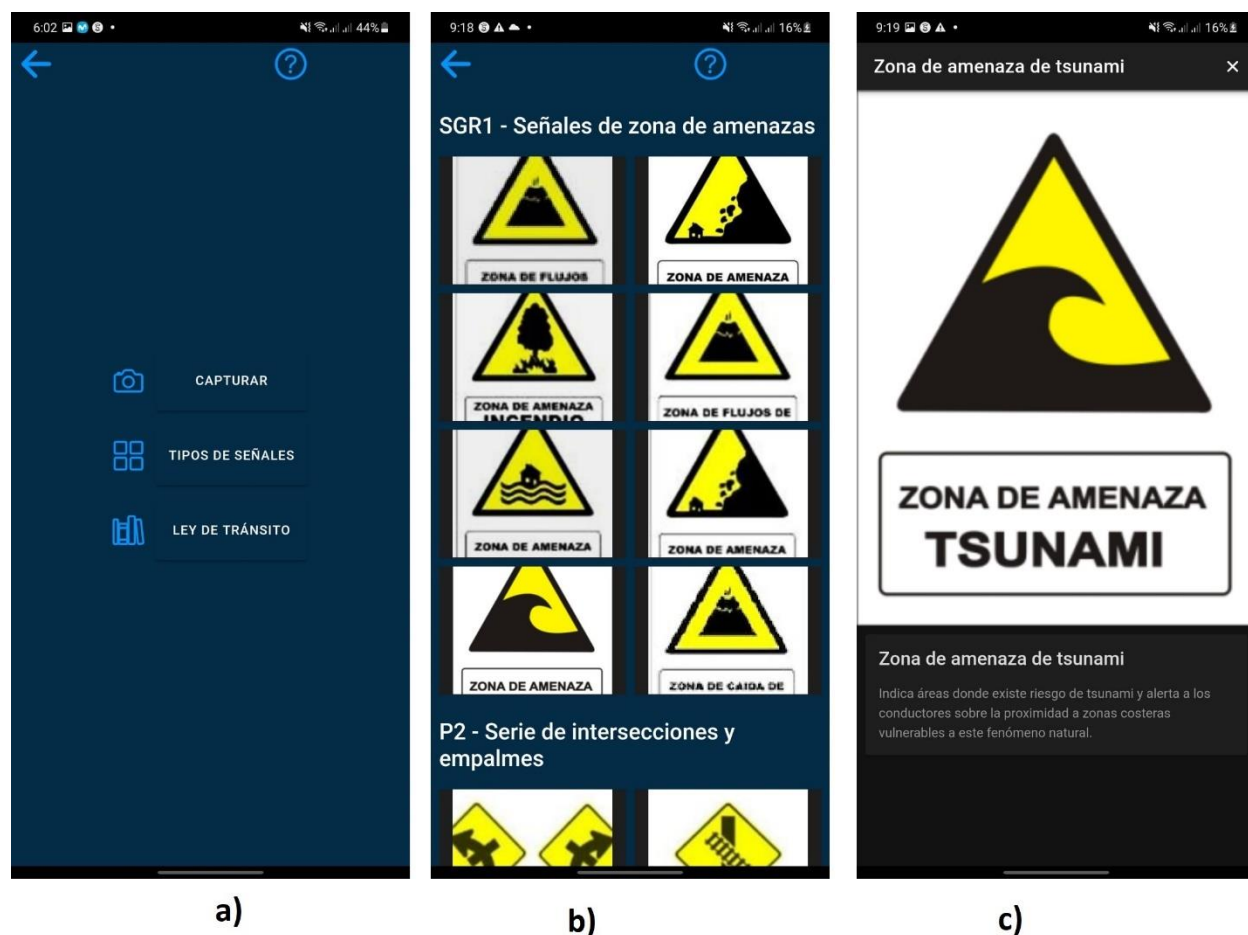 6:02
44%
CAPTURAR
TIPOS DE SEÑALES
LEY DE TRÁNSITO
a)
9:18
16%
SGR1 - Señales de zona de amenazas
ZONA DE FLUJOS
ZONA DE AMENAZA
ZONA DE AMENAZA
INCENDIO
ZONA DE FLUJOS DE
ZONA DE AMENAZA
ZONA DE AMENAZA
ZONA DE AMENAZA
ZONA DE CAIDA DE
P2 - Serie de intersecciones y
empalmes
b)
9:19
16%
Zona de amenaza de tsunami
ZONA DE AMENAZA
TSUNAMI
Zona de amenaza de tsunami
Indica áreas donde existe riesgo de tsunami y alerta a los
conductores sobre la proximidad a zonas costeras
vulnerables a este fenómeno natural.
c)